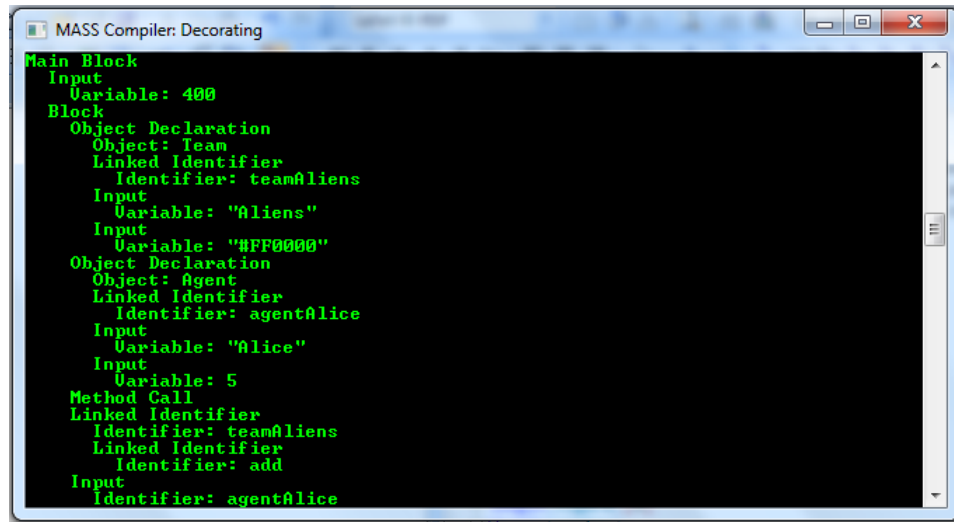 MASS Compiler: Decorating
Main Block
Input
Variable: 400
Block
Object Declaration
Object: Team
Linked Identifier
Identifier: teamAliens
Input
Variable: "Aliens"
Input
Variable: "#FF0000"
Object Declaration
Object: Agent
Linked Identifier
Identifier: agentAlice
Input
Variable: "Alice"
Input
Variable: 5
Method Call
Linked Identifier
Identifier: teamAliens
Linked Identifier
Identifier: add
Input
Identifier: agentAlice